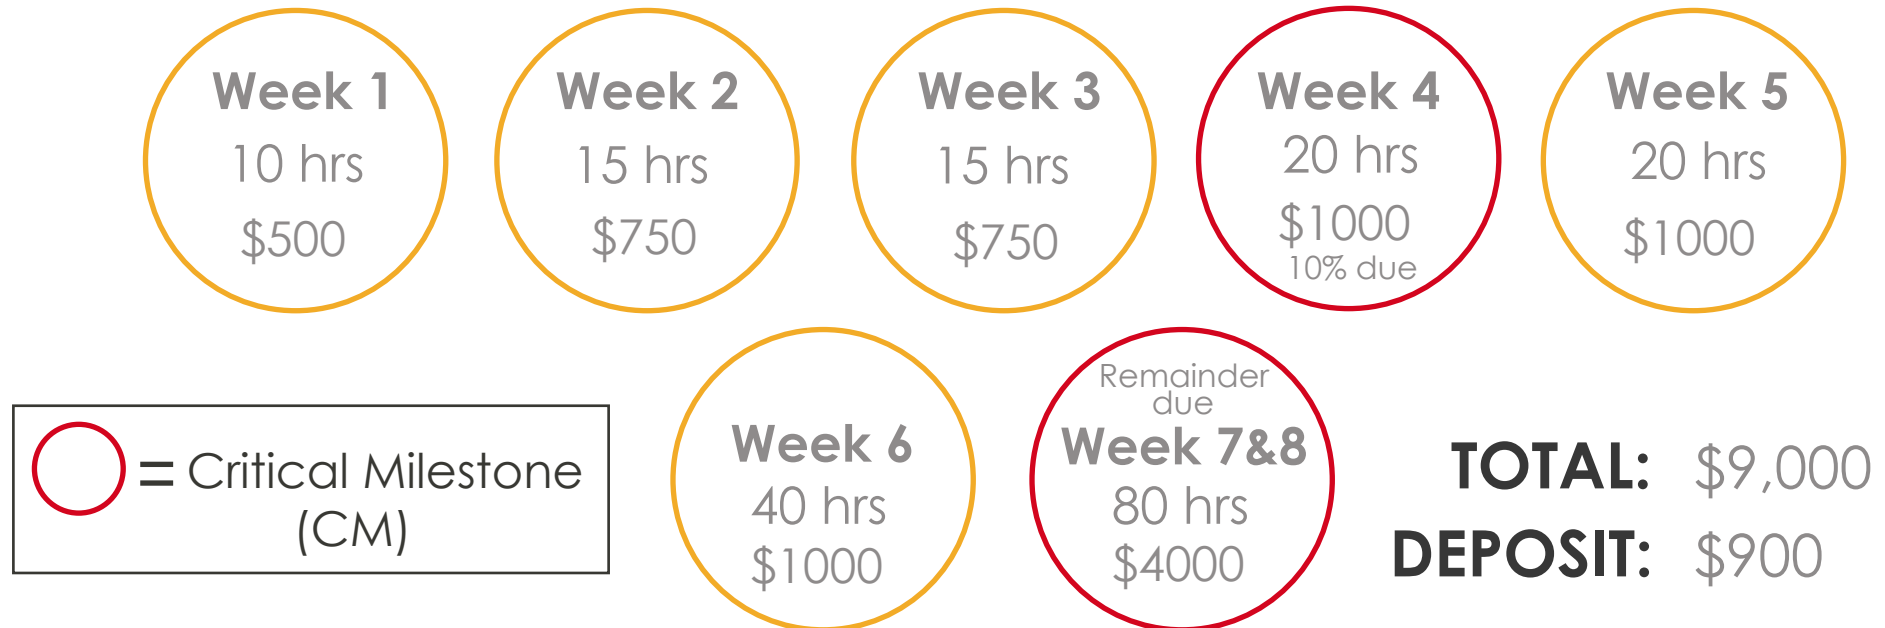 Week 1
10 hrs
$500
Week 2
15 hrs
$750
Week 3
15 hrs
$750
Week 4
20 hrs
$1000
10% due
Week 5
20 hrs
$1000
= Critical Milestone
(CM)
Week 6
40 hrs
$1000
Remainder
due
Week 7&8
80 hrs
$4000
TOTAL: $9,000
DEPOSIT: $900